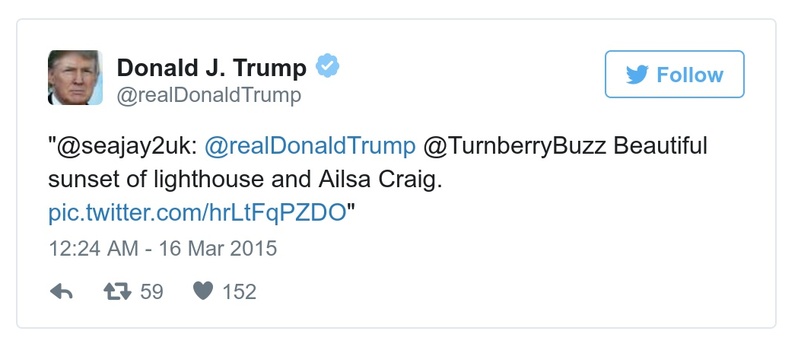 Donald J. Trump
@realDonaldTrump
Follow
"@seajay2uk: @realDonaldTrump @TurnberryBuzz Beautiful
sunset of lighthouse and Ailsa Craig.
pic.twitter.com/hrLtFqPZDO"
12:24 AM - 16 Mar 2015
59 152